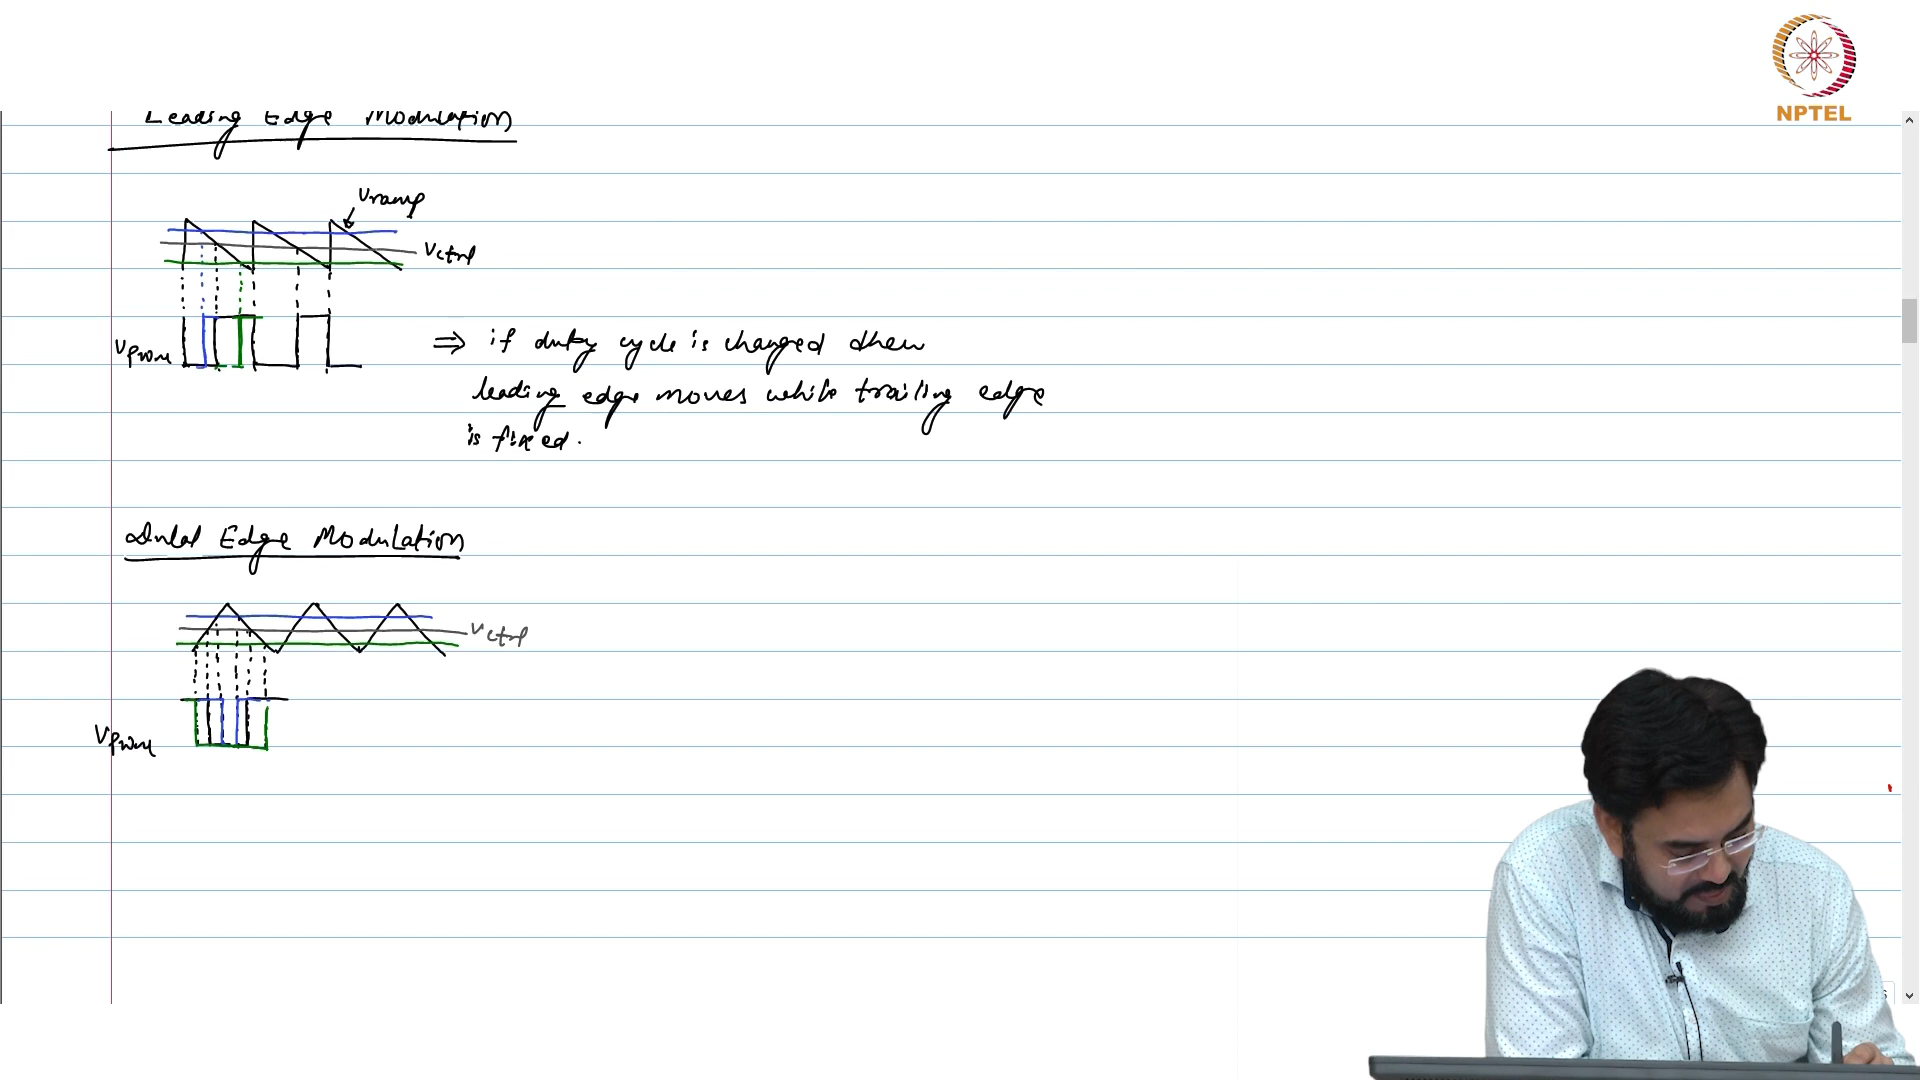 NPTEL
Leading Edge Modulation
Vramp
Vctrl
Vpwm
⇒ if duty cycle is changed then
leading edge moves while trailing edge
is fixed.
Dual Edge Modulation
Vctrl
Vpwm